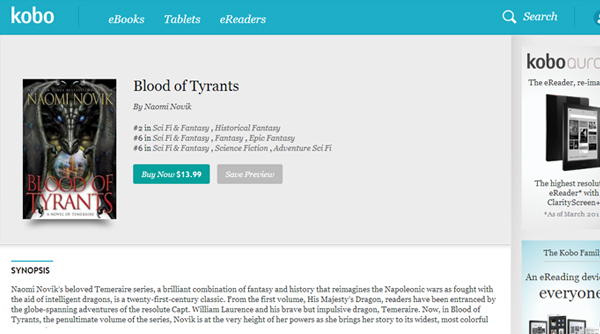 kobo
eBooks Tablets eReaders
Search
Blood of Tyrants
By Naomi Novik
#2 in Sci Fi & Fantasy , Historical Fantasy
#6 in Sci Fi & Fantasy , Fantasy , Epic Fantasy
#6 in Sci Fi & Fantasy , Science Fiction , Adventure Sci Fi
Buy Now $13.99 Save Preview
NAOMI NOVIK
BLOOD OF
TYRANTS
A NOVEL OF TEMERAIRE
SYNOPSIS
Naomi Novik's beloved Temeraire series, a brilliant combination of fantasy and history that reimagines the Napoleonic wars as fought with
the aid of intelligent dragons, is a twenty-first-century classic. From the first volume, His Majesty's Dragon, readers have been entranced by
the globe-spanning adventures of the resolute Capt. William Laurence and his brave but impulsive dragon, Temeraire. Now, in Blood of
Tyrants, the penultimate volume of the series, Novik is at the very height of her powers as she brings her story to its widest, most colorful
kobo aura
The eReader, re-ima
The highest resolut
eReader* with
ClarityScreen+
*As of March 201
The Kobo Family
An eReading devic
everyone